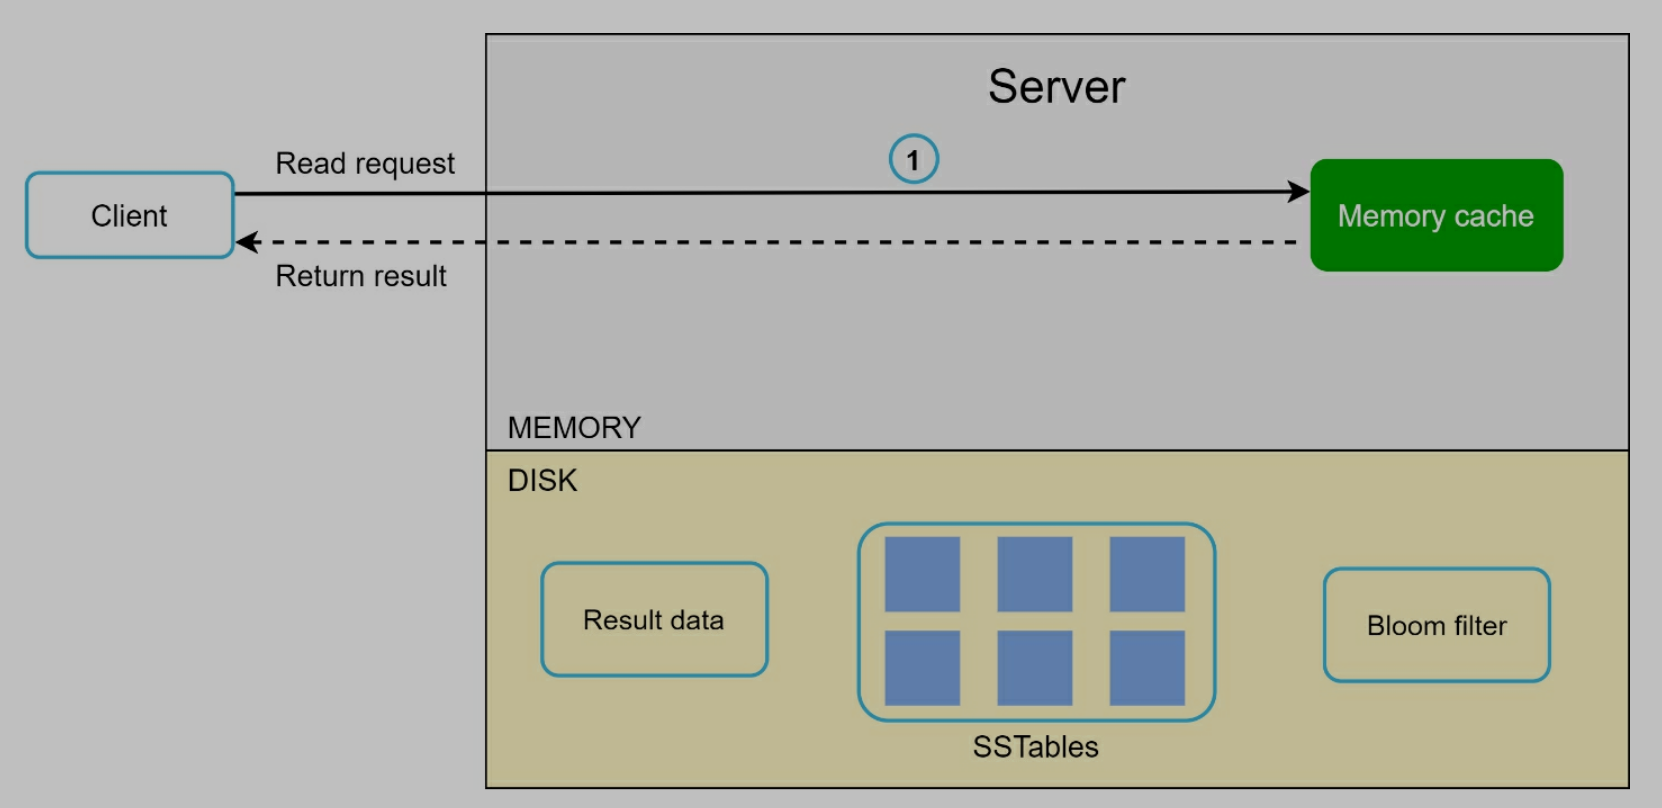 Server
1
Read request
Client
Memory cache
Return result
MEMORY
DISK
Result data
Bloom filter
SSTables